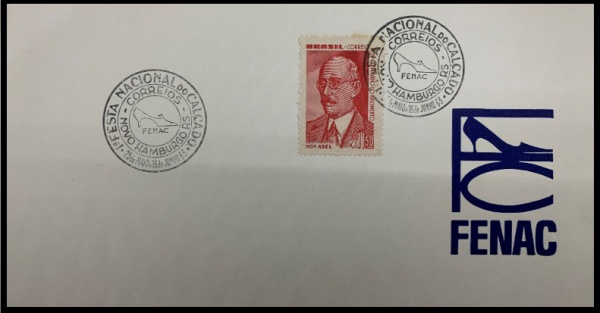 1ª FESTA NACIONAL DO CALÇADO
CORREIOS
FENAC
NOVO HAMBURGO RS
BRASIL-CORREIO
FESTA NACIONAL DO CALÇADO
CORREIOS
FENAC
HAMBURGO RS
FENAC